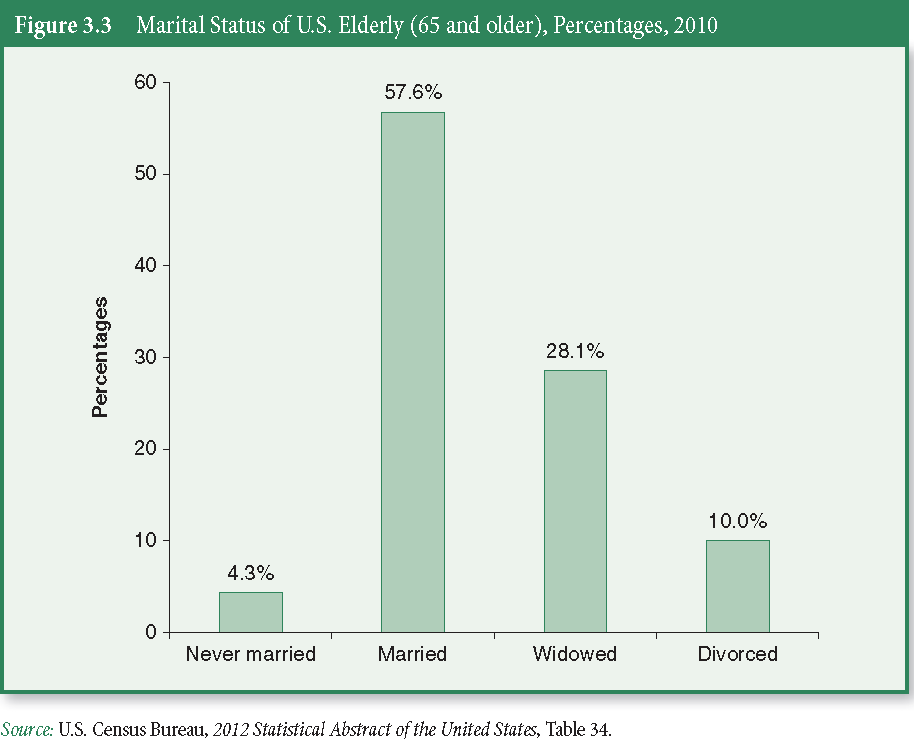 Figure 3.3 Marital Status of U.S. Elderly (65 and older), Percentages, 2010
60
50
40
30
20
10
0
Percentages
4.3%
57.6%
28.1%
10.0%
Never married
Married
Widowed
Divorced
Source: U.S. Census Bureau, 2012 Statistical Abstract of the United States, Table 34.